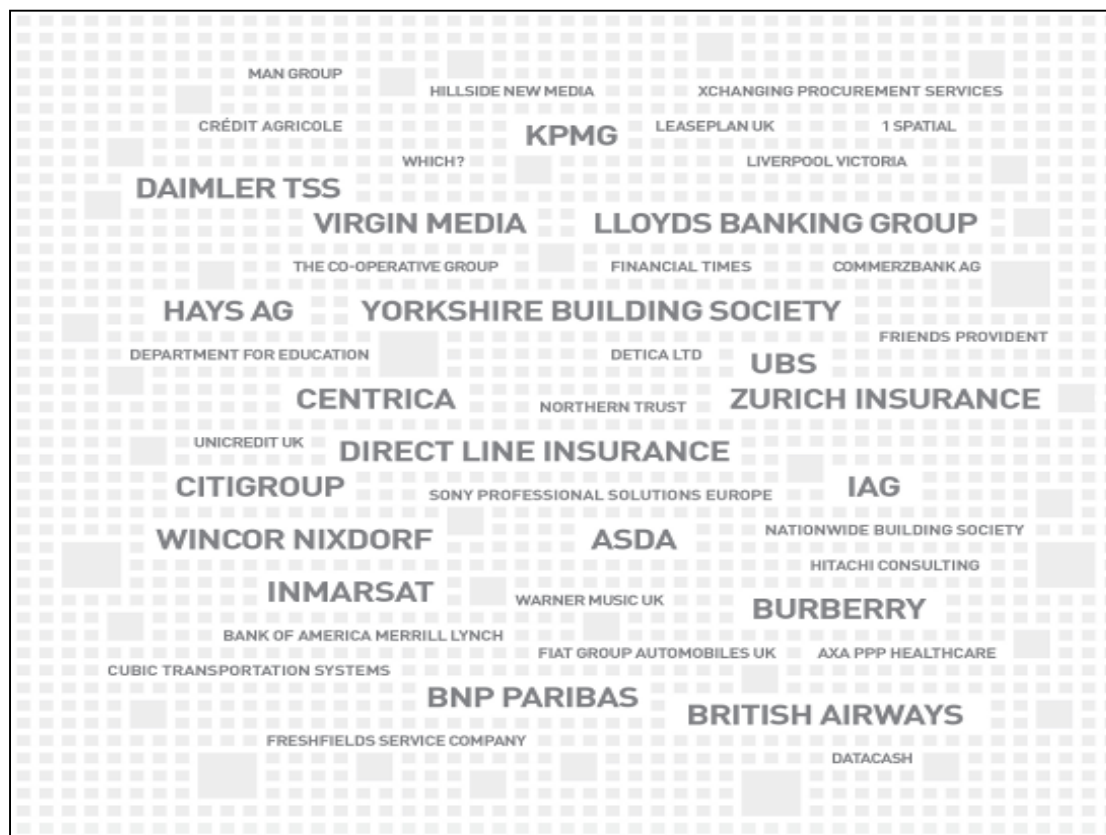 MAN GROUP
HILLSIDE NEW MEDIA
XCHANGING PROCUREMENT SERVICES
CRÉDIT AGRICOLE
KPMG
LEASEPLAN UK
1 SPATIAL
WHICH?
LIVERPOOL VICTORIA
DAIMLER TSS
VIRGIN MEDIA
LLOYDS BANKING GROUP
THE CO-OPERATIVE GROUP
FINANCIAL TIMES
COMMERZBANK AG
HAYS AG
YORKSHIRE BUILDING SOCIETY
FRIENDS PROVIDENT
DEPARTMENT FOR EDUCATION
DETICA LTD
UBS
CENTRICA
NORTHERN TRUST
ZURICH INSURANCE
UNICREDIT UK
DIRECT LINE INSURANCE
CITIGROUP
SONY PROFESSIONAL SOLUTIONS EUROPE
IAG
WINCOR NIXDORF
ASDA
NATIONWIDE BUILDING SOCIETY
HITACHI CONSULTING
INMARSAT
WARNER MUSIC UK
BURBERRY
BANK OF AMERICA MERRILL LYNCH
FIAT GROUP AUTOMOBILES UK
AXA PPP HEALTHCARE
CUBIC TRANSPORTATION SYSTEMS
BNP PARIBAS
BRITISH AIRWAYS
FRESHFIELDS SERVICE COMPANY
DATACASH